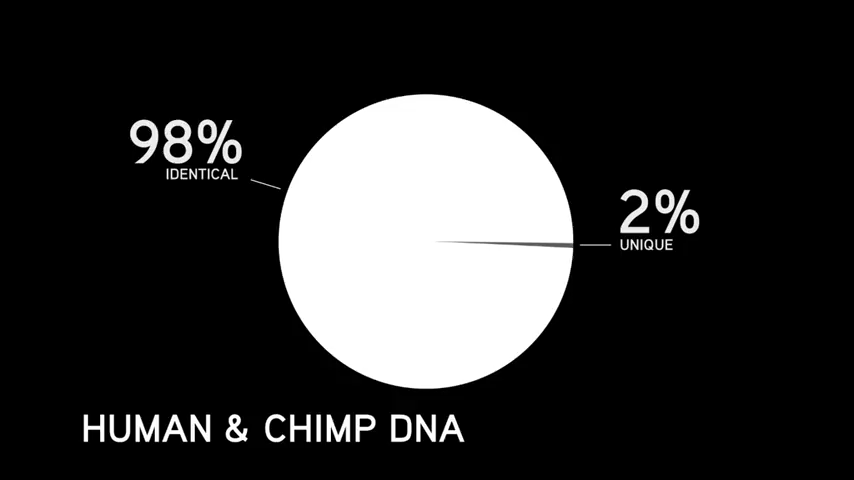 98%
IDENTICAL
2%
UNIQUE
HUMAN & CHIMP DNA